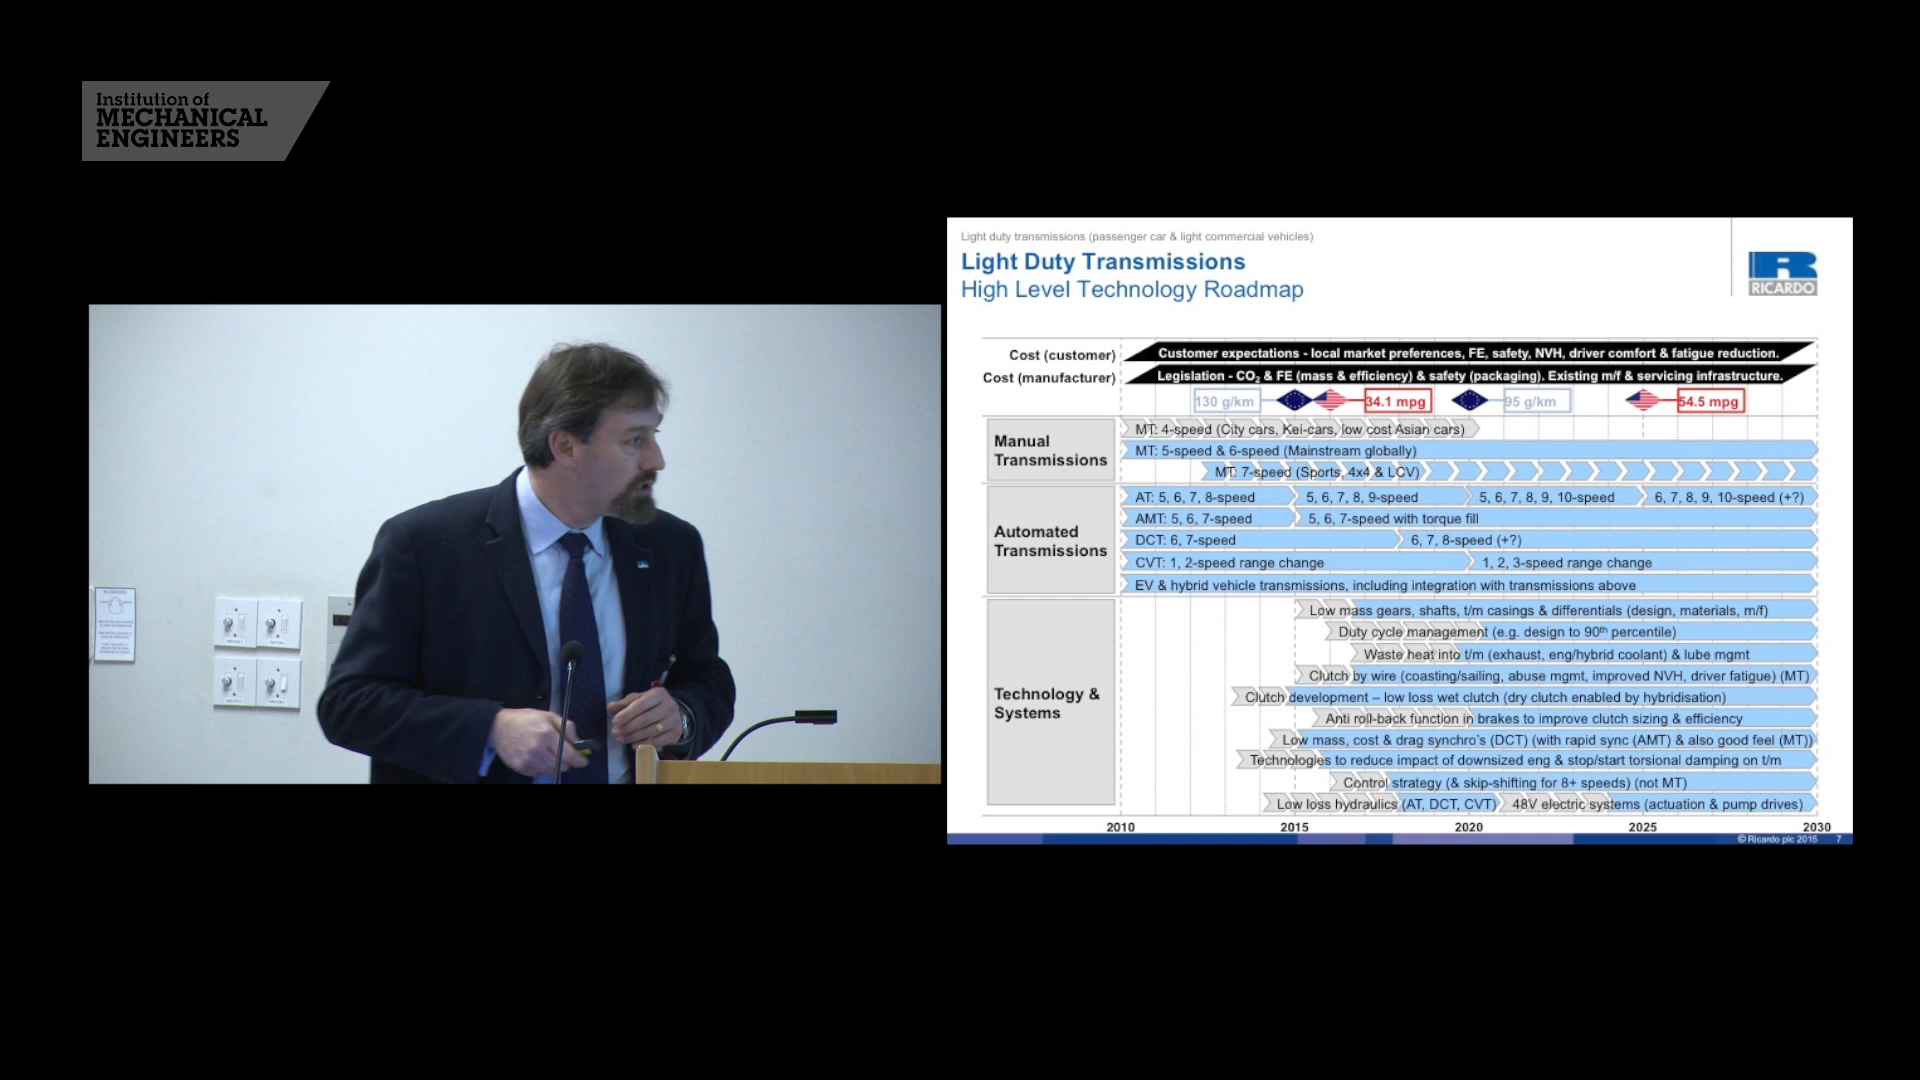 Institution of
MECHANICAL
ENGINEERS
Light duty transmissions (passenger car & light commercial vehicles)
Light Duty Transmissions
High Level Technology Roadmap
RICARDO
Cost (customer)
Customer expectations - local market preferences, FE, safety, NVH, driver comfort & fatigue reduction.
Cost (manufacturer)
Legislation - CO₂ & FE (mass & efficiency) & safety (packaging). Existing m/f & servicing infrastructure.
130 g/km
34.1 mpg
95 g/km
54.5 mpg
Manual
Transmissions
MT: 4-speed (City cars, Kei-cars, low cost Asian cars)
MT: 5-speed & 6-speed (Mainstream globally)
MT: 7-speed (Sports, 4x4 & LCV)
Automated
Transmissions
AT: 5, 6, 7, 8-speed
5, 6, 7, 8, 9-speed
5, 6, 7, 8, 9, 10-speed
6, 7, 8, 9, 10-speed (+?)
AMT: 5, 6, 7-speed
5, 6, 7-speed with torque fill
DCT: 6, 7-speed
6, 7, 8-speed (+?)
CVT: 1, 2-speed range change
1, 2, 3-speed range change
EV & hybrid vehicle transmissions, including integration with transmissions above
Technology &
Systems
Low mass gears, shafts, t/m casings & differentials (design, materials, m/f)
Duty cycle management (e.g. design to 90th percentile)
Waste heat into t/m (exhaust, eng/hybrid coolant) & lube mgmt
Clutch by wire (coasting/sailing, abuse mgmt, improved NVH, driver fatigue) (MT)
Clutch development – low loss wet clutch (dry clutch enabled by hybridisation)
Anti roll-back function in brakes to improve clutch sizing & efficiency
Low mass, cost & drag synchro's (DCT) (with rapid sync (AMT) & also good feel (MT))
Technologies to reduce impact of downsized eng & stop/start torsional damping on t/m
Control strategy (& skip-shifting for 8+ speeds) (not MT)
Low loss hydraulics (AT, DCT, CVT)
48V electric systems (actuation & pump drives)
2010
2015
2020
2025
2030
© Ricardo plc 2015
7